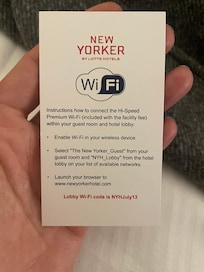 NEW
YORKER
BY LOTTE HOTELS
Wi Fi
Instructions how to connect the Hi-Speed
Premium Wi-Fi (included with the facility fee)
within your guest room and hotel lobby:
• Enable Wi-Fi in your wireless device
• Select "The New Yorker_Guest" from your
guest room and "NYH_Lobby" from the hotel
lobby on your list of available networks
• Launch your browser to
www.newyorkerhotel.com
Lobby Wi-Fi code is NYHJuly13